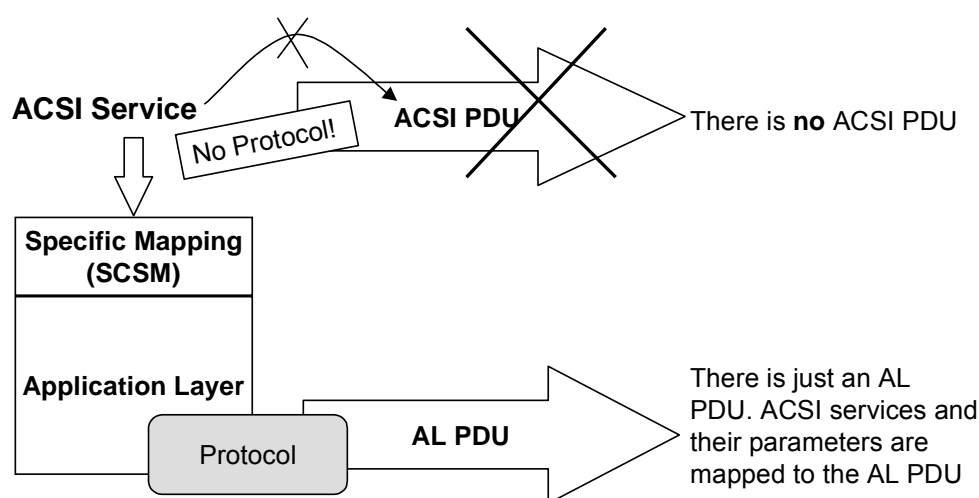 ACSI Service
No Protocol!
ACSI PDU
There is no ACSI PDU
Specific Mapping
(SCSM)
Application Layer
Protocol
AL PDU
There is just an AL
PDU. ACSI services and
their parameters are
mapped to the AL PDU